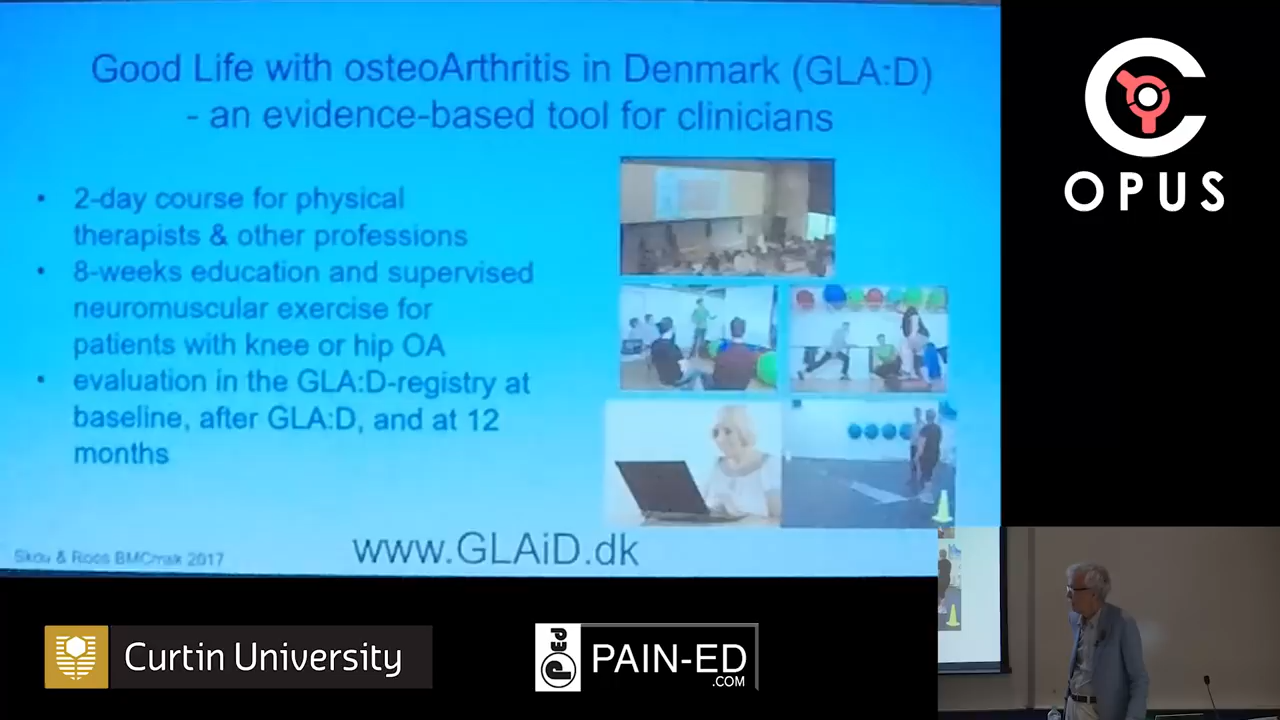 Good Life with osteoArthritis in Denmark (GLA:D)
- an evidence-based tool for clinicians
• 2-day course for physical
therapists & other professions
• 8-weeks education and supervised
neuromuscular exercise for
patients with knee or hip OA
• evaluation in the GLA:D-registry at
baseline, after GLA:D, and at 12
months
www.GLAiD.dk
Skou & Roos BMCmsk 2017
OPUS
Curtin University
Ped
PAIN-ED
.COM